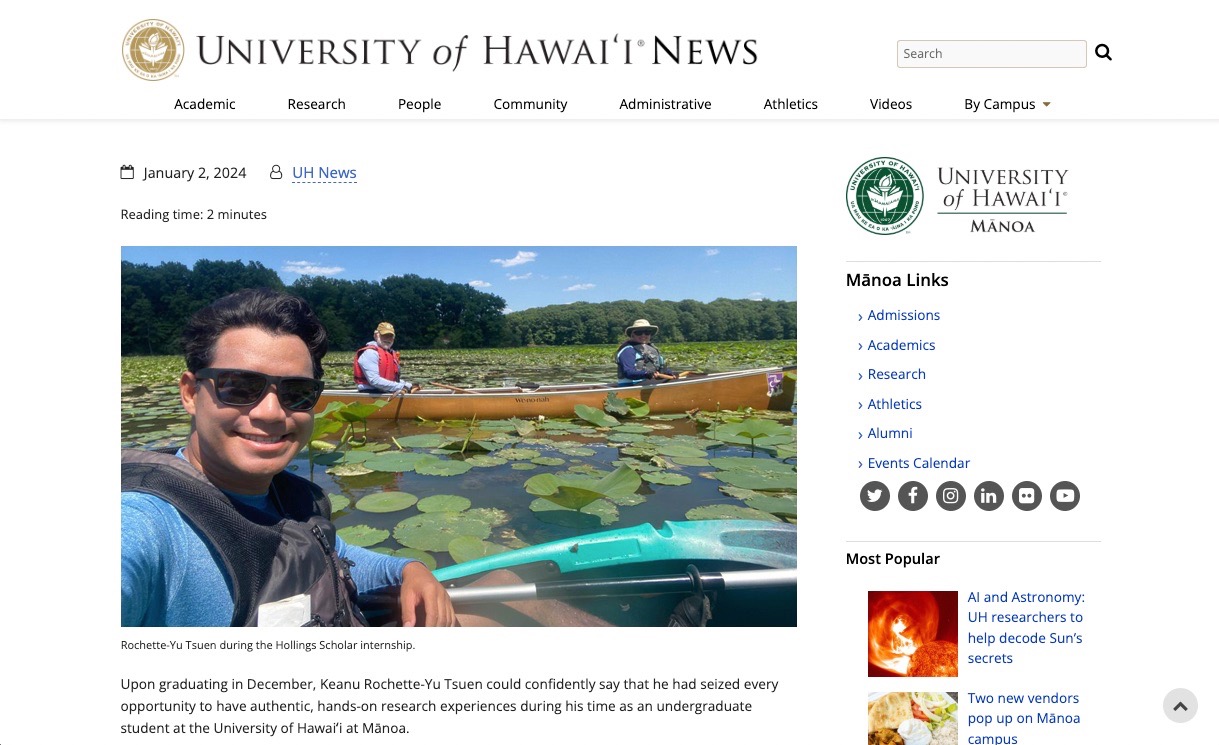 UNIVERSITY of HAWAIʻI® NEWS
Search
Academic
Research
People
Community
Administrative
Athletics
Videos
By Campus
January 2, 2024
UH News
Reading time: 2 minutes
We-no-nah
Rochette-Yu Tsuen during the Hollings Scholar internship.
Upon graduating in December, Keanu Rochette-Yu Tsuen could confidently say that he had seized every
opportunity to have authentic, hands-on research experiences during his time as an undergraduate
student at the University of Hawaiʻi at Mānoa.
UNIVERSITY
of HAWAIʻI®
MĀNOA
Mānoa Links
› Admissions
› Academics
› Research
› Athletics
› Alumni
› Events Calendar
Most Popular
AI and Astronomy:
UH researchers to
help decode Sun’s
secrets
Two new vendors
pop up on Mānoa
campus